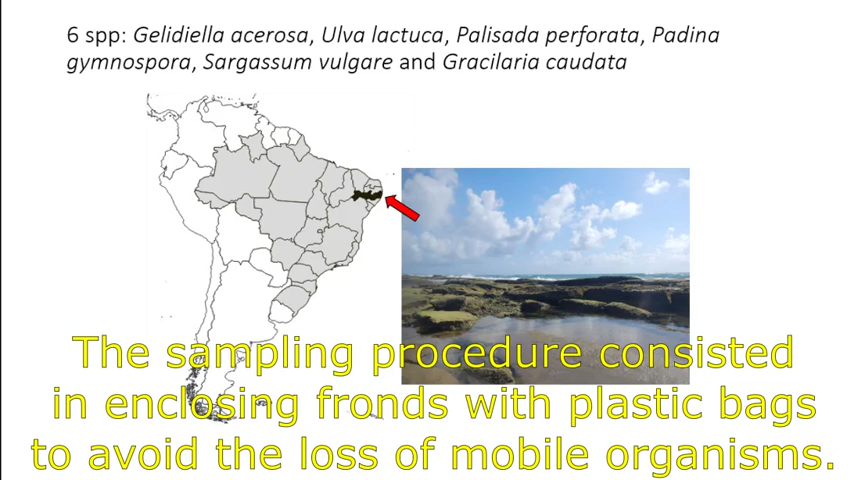 6 spp: Gelidiella acerosa, Ulva lactuca, Palisada perforata, Padina
gymnospora, Sargassum vulgare and Gracilaria caudata
The sampling procedure consisted
in enclosing fronds with plastic bags
to avoid the loss of mobile organisms.